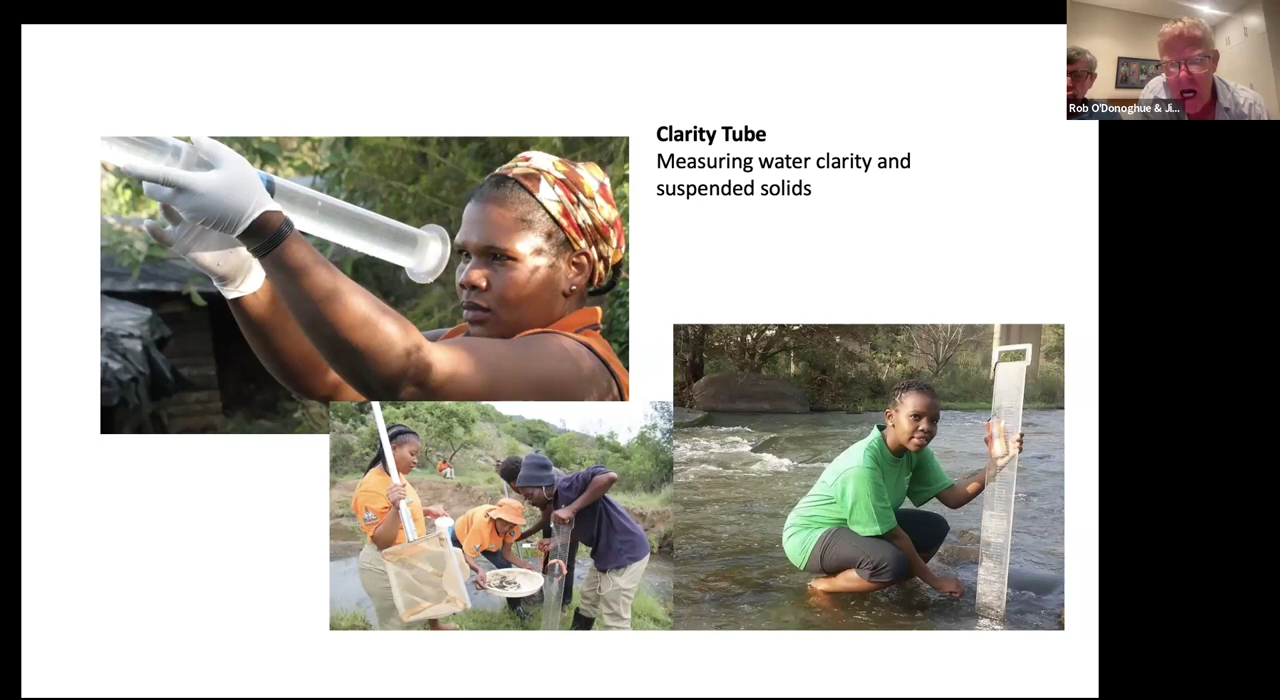 Clarity Tube
Measuring water clarity and
suspended solids
Rob O'Donoghue & Ji...